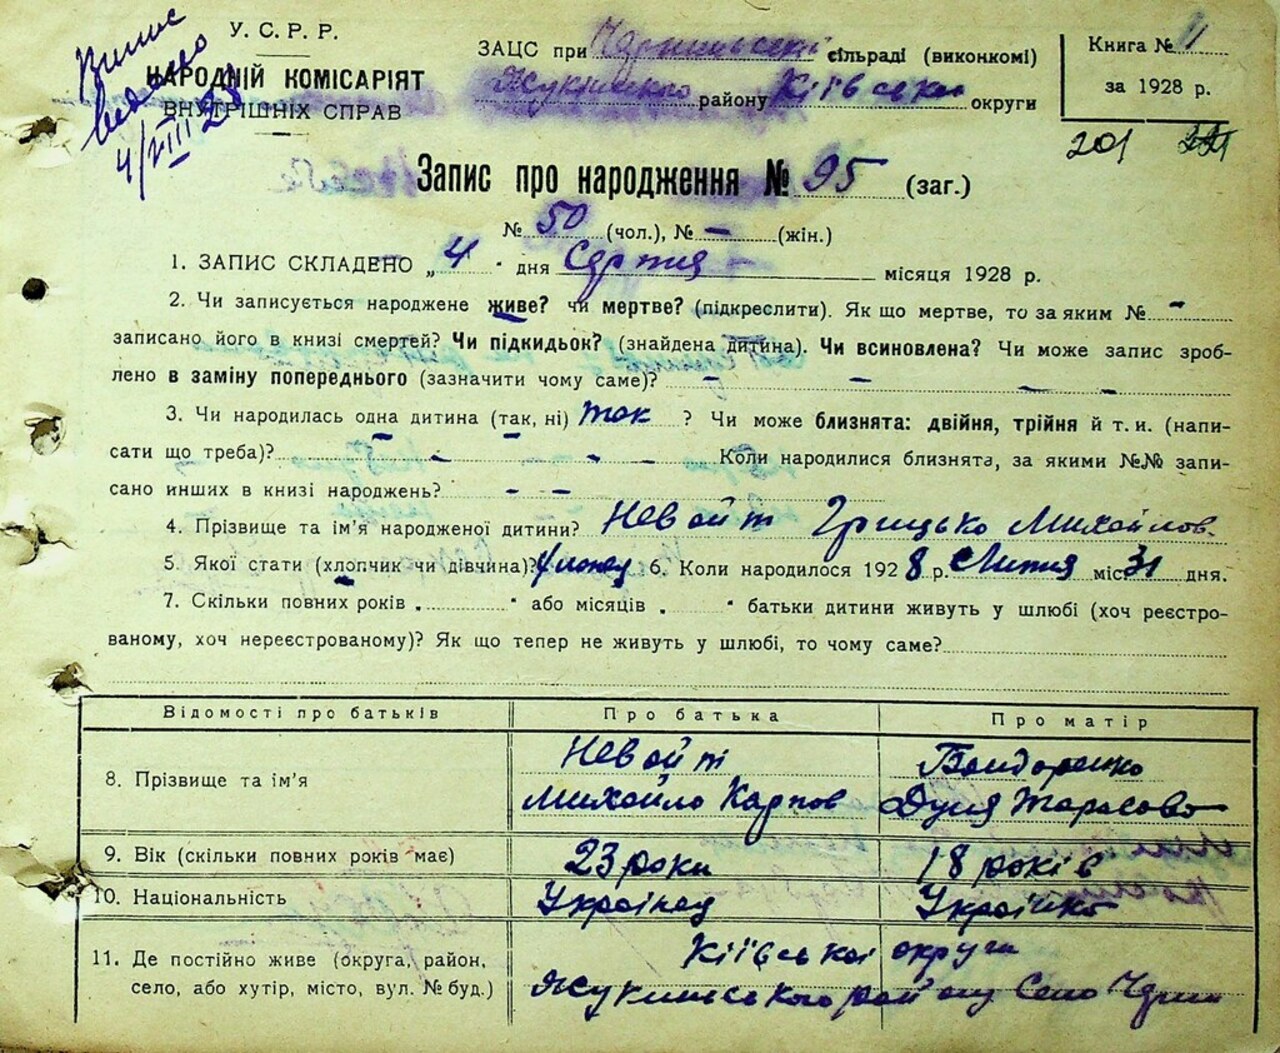 Випис
видано
4/VIII 28
У. С. Р. Р.
НАРОДНІЙ КОМІСАРІЯТ
ВНУТРІШНІХ СПРАВ
ЗАЦС при сільраді (виконкомі)
Жукинського району Київської округи
Книга №
за 1928 р.
201
Запис про народження № 95 (заг.)
№ 50 (чол.), № - (жін.)
1. ЗАПИС СКЛАДЕНО „ 4 " дня Серпня місяця 1928 р.
2. Чи записується народжене живе? чи мертве? (підкреслити). Як що мертве, то за яким № -
записано його в книзі смертей? Чи підкидьок? (знайдена дитина). Чи всиновлена? Чи може запис зроб-
лено в заміну попереднього (зазначити чому саме)? - - - -
3. Чи народилась одна дитина (так, ні) так ? Чи може близнята: двійня, трійня й т. и. (напи-
сати що треба)? - - - Коли народилися близнята, за якими №№ запи-
сано инших в книзі народжень? - -
4. Прізвище та ім'я народженої дитини? Невойт Грицько Михайлов.
5. Якої стати (хлопчик чи дівчина)? 6. Коли народилося 1928 р. Липня міс. 31 дня.
7. Скільки повних років „ " або місяців „ " батьки дитини живуть у шлюбі (хоч реєстро-
ваному, хоч нереєстрованому)? Як що тепер не живуть у шлюбі, то чому саме?
Відомості про батьків Про батька Про матір
8. Прізвище та ім'я
Невойт
Михайло Карпов
Бондаренко
Дуня Тарасова
9. Вік (скільки повних років має) 23 роки 18 років
10. Національність Українец Українка
11. Де постійно живе (округа, район,
село, або хутір, місто, вул. № буд.)
Київської округи
району Село